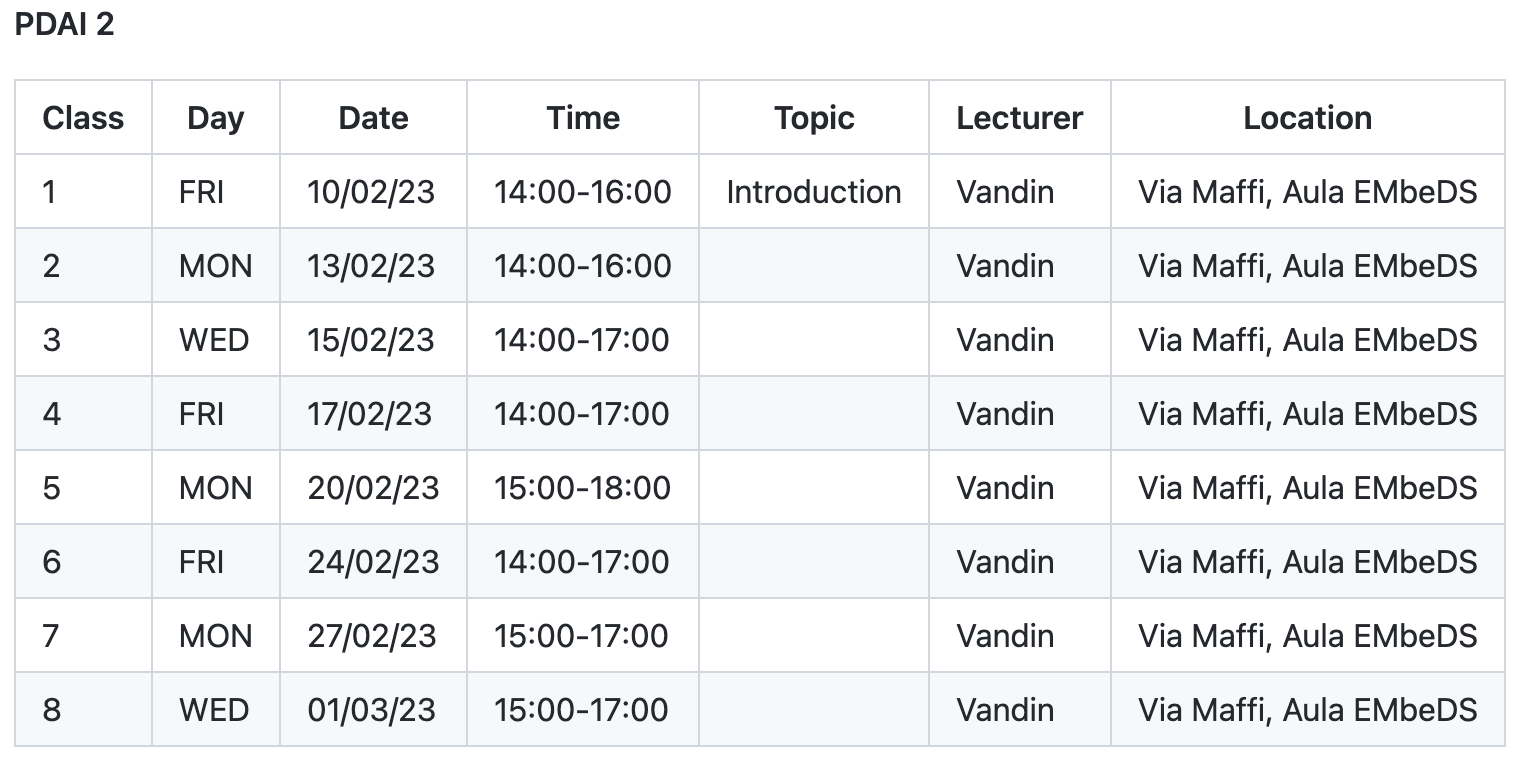 PDAI 2
Class Day Date Time Topic Lecturer Location
1 FRI 10/02/23 14:00-16:00 Introduction Vandin Via Maffi, Aula EMbeDS
2 MON 13/02/23 14:00-16:00 Vandin Via Maffi, Aula EMbeDS
3 WED 15/02/23 14:00-17:00 Vandin Via Maffi, Aula EMbeDS
4 FRI 17/02/23 14:00-17:00 Vandin Via Maffi, Aula EMbeDS
5 MON 20/02/23 15:00-18:00 Vandin Via Maffi, Aula EMbeDS
6 FRI 24/02/23 14:00-17:00 Vandin Via Maffi, Aula EMbeDS
7 MON 27/02/23 15:00-17:00 Vandin Via Maffi, Aula EMbeDS
8 WED 01/03/23 15:00-17:00 Vandin Via Maffi, Aula EMbeDS